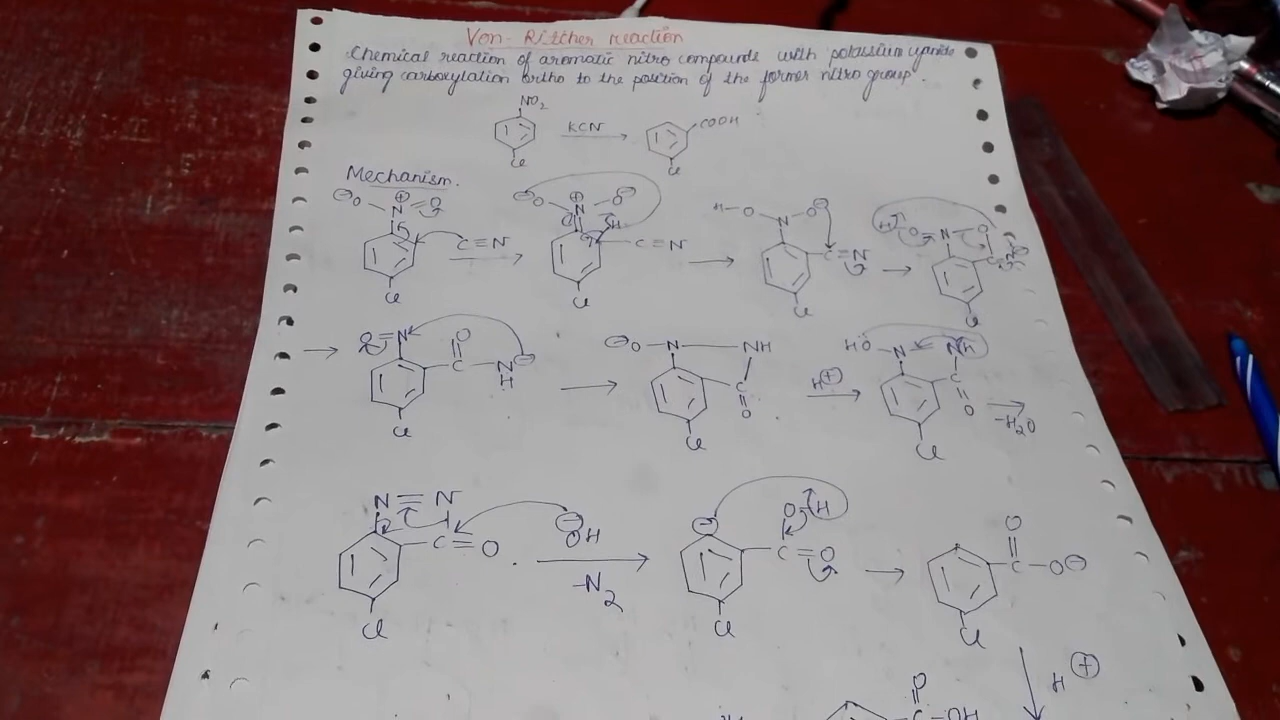 Von-Ritcher reaction
Chemical reaction of aromatic nitro compounds with potassium cyanide
giving carboxylation ortho to the position of the former nitro group.
NO2
KCN
COOH
Cl
Cl
Mechanism.
⊖O N⊕ =O
C≡N
Cl
⊖O N⊕ O⊖
H
C≡N
Cl
H-O N O⊖
C≡N
Cl
H O N O
Cl
O=N
O
C
N⊖
H
Cl
⊖O-N NH
C
O
Cl
H⊕
HO N NH
C
O
Cl
-H2O
N=N
C=O
Cl
⊖OH
-N2
⊖
O H
C=O
Cl
O
C-O⊖
Cl
H⊕
O
C-OH